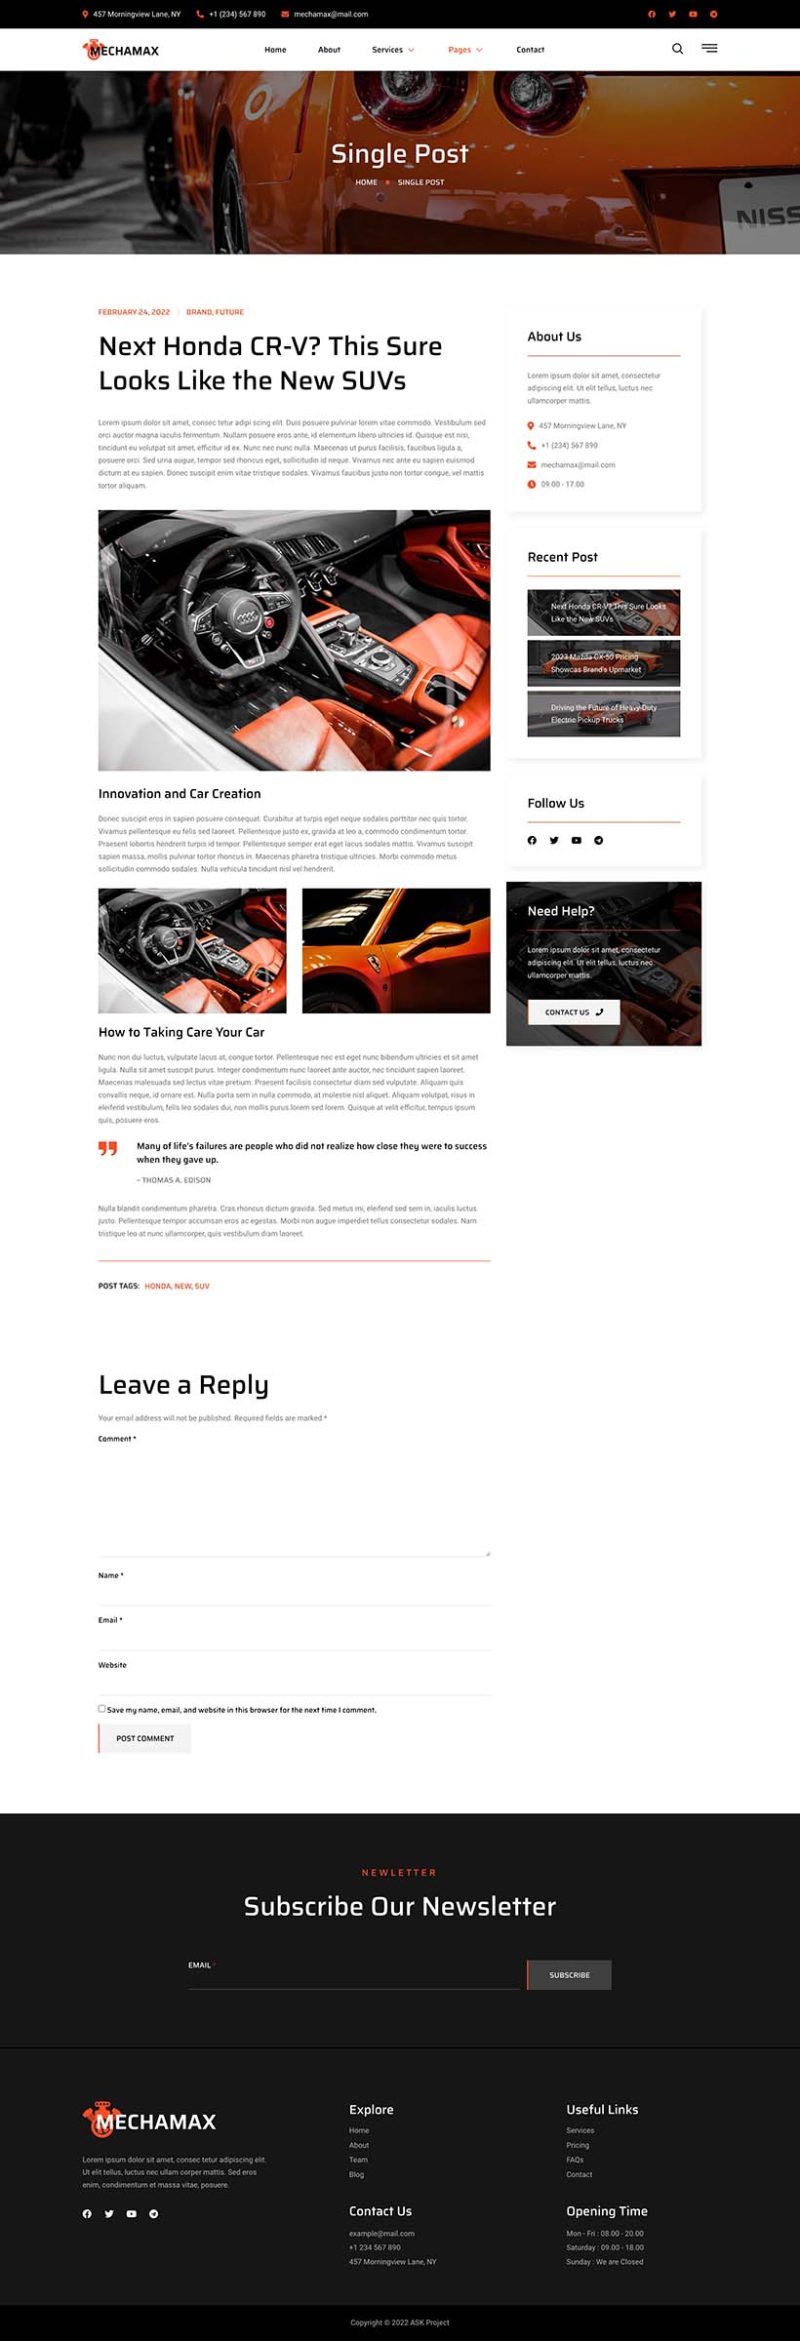 457 Morningview Lane, NY +1 (234) 567 890 mechamax@mail.com
MECHAMAX
Home About Services Pages Contact
Single Post
HOME SINGLE POST
NISS
FEBRUARY 24, 2022 BRAND, FUTURE
Next Honda CR-V? This Sure
Looks Like the New SUVs
Lorem ipsum dolor sit amet, consec tetur adipi scing elit. Duis posuere pulvinar lorem vitae commodo. Vestibulum sed
orci auctor magna iaculis fermentum. Nullam posuere eros ante, id elementum libero ultricies id. Quisque est nisi,
tincidunt eu volutpat sit amet, efficitur id ex. Nunc nec nunc nulla. Maecenas ut purus facilisis, faucibus ligula a,
posuere orci. Sed urna augue, tempor sed rhoncus eget, sollicitudin id neque. Vivamus nec ante eu sapien euismod
dictum at eu sapien. Donec suscipit enim vitae tristique sodales. Vivamus faucibus justo non tortor congue, vel mattis
tortor aliquam.
Innovation and Car Creation
Donec suscipit eros in sapien posuere consequat. Curabitur at turpis eget neque sodales porttitor nec quis tortor.
Vivamus pellentesque eu felis sed laoreet. Pellentesque justo ex, gravida at leo a, commodo condimentum tortor.
Praesent lobortis hendrerit turpis id tempor. Pellentesque semper erat eget lacus sodales mattis. Vivamus suscipit
sapien massa, mollis pulvinar tortor rhoncus in. Maecenas pharetra tristique ultricies. Morbi commodo metus
sollicitudin commodo sodales. Nulla vehicula tincidunt nisl vel hendrerit.
How to Taking Care Your Car
Nunc non dui luctus, vulputate lacus at, congue tortor. Pellentesque nec est eget nunc bibendum ultricies et sit amet
ligula. Nulla sit amet suscipit purus. Integer condimentum nunc laoreet ante auctor, nec tincidunt sapien laoreet.
Maecenas malesuada sed lectus vitae pretium. Praesent facilisis consectetur diam sed vulputate. Aliquam quis
convallis neque, id ornare est. Nulla porta sem in nulla commodo, at molestie nisl aliquet. Aliquam volutpat, risus in
eleifend vestibulum, felis leo sodales dui, non mollis purus lorem sed lorem. Quisque at velit efficitur, tempus ipsum
quis, posuere eros.
Many of life's failures are people who did not realize how close they were to success
when they gave up.
- THOMAS A. EDISON
Nulla blandit condimentum pharetra. Cras rhoncus dictum gravida. Sed metus mi, eleifend sed sem in, iaculis luctus
justo. Pellentesque tempor accumsan eros ac egestas. Morbi non augue imperdiet tellus consectetur sodales. Nam
tristique leo at nunc ullamcorper, quis vestibulum diam laoreet.
POST TAGS: HONDA, NEW, SUV
About Us
Lorem ipsum dolor sit amet, consectetur
adipiscing elit. Ut elit tellus, luctus nec
ullamcorper mattis.
457 Morningview Lane, NY
+1 (234) 567 890
mechamax@mail.com
09:00 - 17.00
Recent Post
Next Honda CR-V? This Sure Looks
Like the New SUVs
2023 Mazda CX-50 Pricing
Showcas Brand's Upmarket
Driving the Future of Heavy-Duty
Electric Pickup Trucks
Follow Us
Need Help?
Lorem ipsum dolor sit amet, consectetur
adipiscing elit. Ut elit tellus, luctus nec
ullamcorper mattis.
CONTACT US
Leave a Reply
Your email address will not be published. Required fields are marked *
Comment *
Name *
Email *
Website
Save my name, email, and website in this browser for the next time I comment.
POST COMMENT
NEWLETTER
Subscribe Our Newsletter
EMAIL *
SUBSCRIBE
MECHAMAX
Lorem ipsum dolor sit amet, consec tetur adipiscing elit.
Ut elit tellus, luctus nec ullam corper mattis. Sed eros
enim, condimentum et massa vitae, posuere.
Explore
Home
About
Team
Blog
Useful Links
Services
Pricing
FAQs
Contact
Contact Us
example@mail.com
+1 234 567 890
457 Morningview Lane, NY
Opening Time
Mon - Fri : 08.00 - 20.00
Saturday : 09.00 - 18.00
Sunday : We are Closed
Copyright © 2022 ASK Project